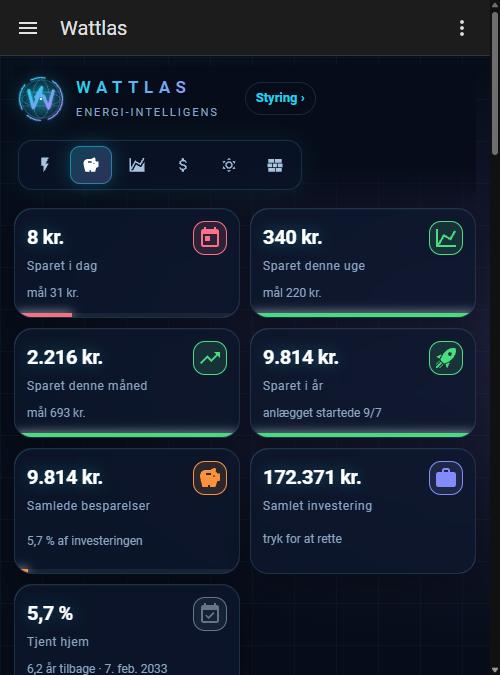 Wattlas
WATTLAS
ENERGI-INTELLIGENS
Styring ›
8 kr.
Sparet i dag
mål 31 kr.
340 kr.
Sparet denne uge
mål 220 kr.
2.216 kr.
Sparet denne måned
mål 693 kr.
9.814 kr.
Sparet i år
anlægget startede 9/7
9.814 kr.
Samlede besparelser
5,7 % af investeringen
172.371 kr.
Samlet investering
tryk for at rette
5,7 %
Tjent hjem
6,2 år tilbage · 7. feb. 2033